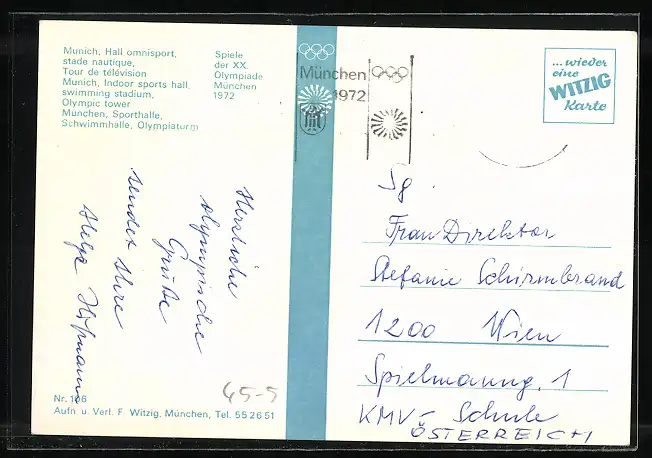 Munich, Hall omnisport,
stade nautique,
Tour de télévision
Munich, Indoor sports hall,
swimming stadium,
Olympic tower
München, Sporthalle,
Schwimmhalle, Olympiaturm
Spiele
der XX.
Olympiade
München
1972
München
1972
...wieder
eine
WITZIG
Karte
Herzliche
olympische
Grüße
sendet Ihre
Helga Hofmann
Frau Direktor
Stefanie Schirmbrand
1200 Wien
Spielmanng. 1
KMV - Schule
ÖSTERREICH
45-5
Nr. 106
Aufn u. Verl. F. Witzig, München, Tel. 55 26 51